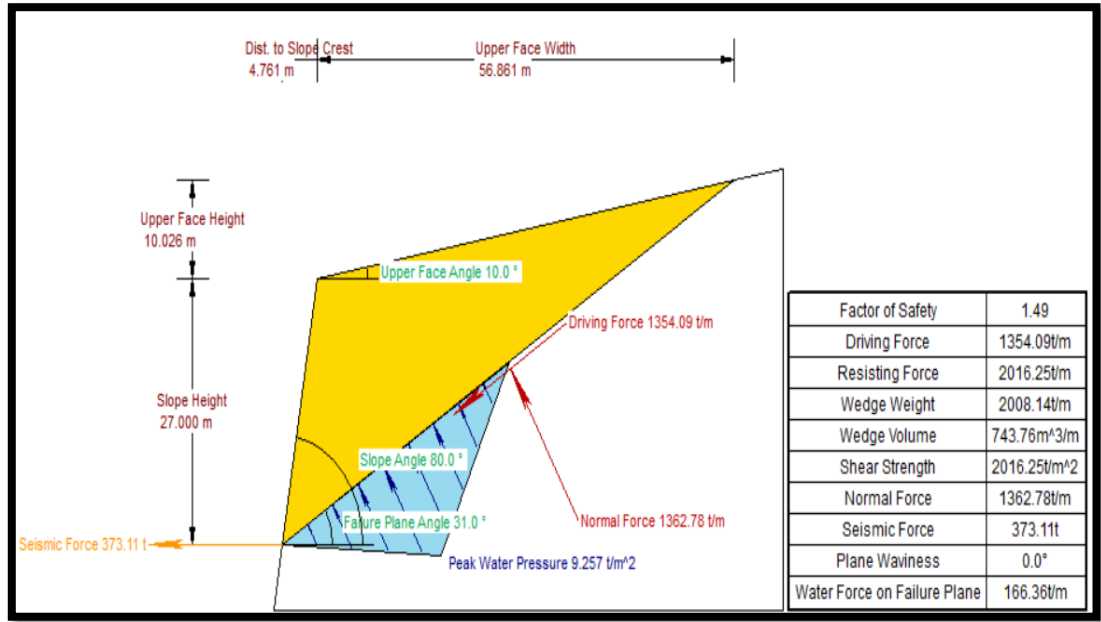 Dist. to Slope Crest
4.761 m
Upper Face Width
56.861 m
Upper Face Height
10.026 m
Upper Face Angle 10.0 °
Driving Force 1354.09 t/m
Slope Height
27.000 m
Slope Angle 80.0 °
Failure Plane Angle 31.0 °
Normal Force 1362.78 t/m
Seismic Force 373.11 t
Peak Water Pressure 9.257 t/m^2
Factor of Safety 1.49
Driving Force 1354.09t/m
Resisting Force 2016.25t/m
Wedge Weight 2008.14t/m
Wedge Volume 743.76m^3/m
Shear Strength 2016.25t/m^2
Normal Force 1362.78t/m
Seismic Force 373.11t
Plane Waviness 0.0°
Water Force on Failure Plane 166.36t/m